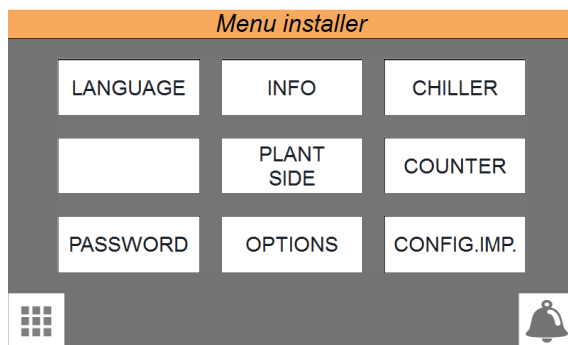 Menu installer
LANGUAGE INFO CHILLER
PLANT
SIDE
COUNTER
PASSWORD OPTIONS CONFIG.IMP.